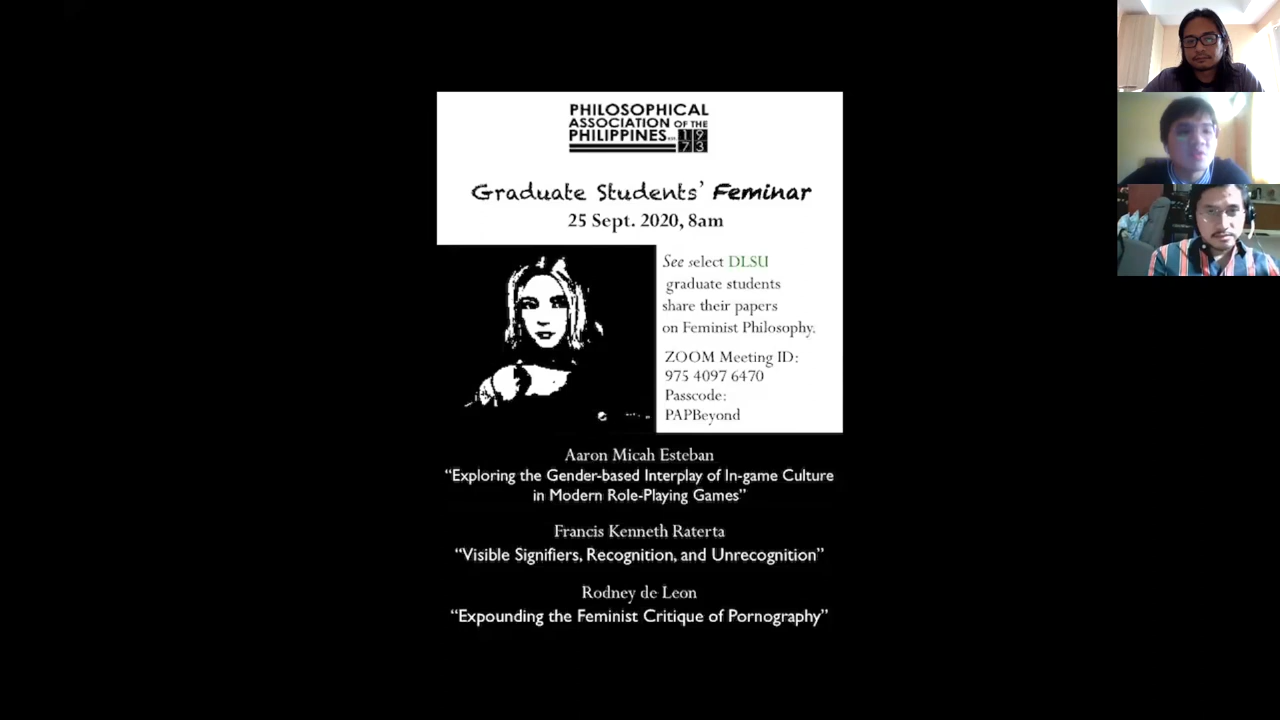 PHILOSOPHICAL
ASSOCIATION OF THE
PHILIPPINES EST. 19
73
Graduate Students' Feminar
25 Sept. 2020, 8am
See select DLSU
graduate students
share their papers
on Feminist Philosophy.
ZOOM Meeting ID:
975 4097 6470
Passcode:
PAPBeyond
Aaron Micah Esteban
“Exploring the Gender-based Interplay of In-game Culture
in Modern Role-Playing Games”
Francis Kenneth Raterta
“Visible Signifiers, Recognition, and Unrecognition”
Rodney de Leon
“Expounding the Feminist Critique of Pornography”